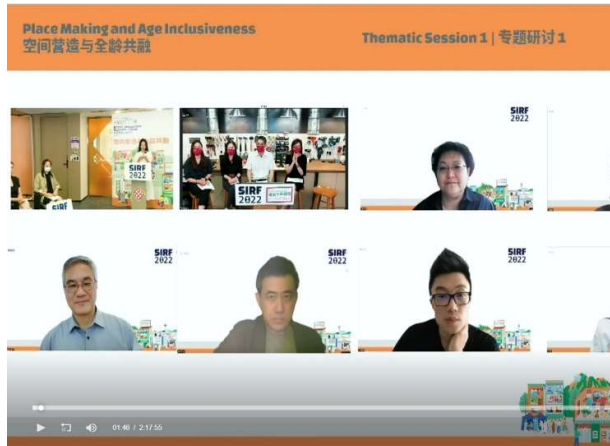 Place Making and Age Inclusiveness
空间营造与全龄共融
Thematic Session 1 | 专题研讨 1
SIRF
2022
SIRF
2022
SIRF
2022
SIRF
SIRF
2022
SIRF
2022
SIRF
2022
01:40 / 2:17:55